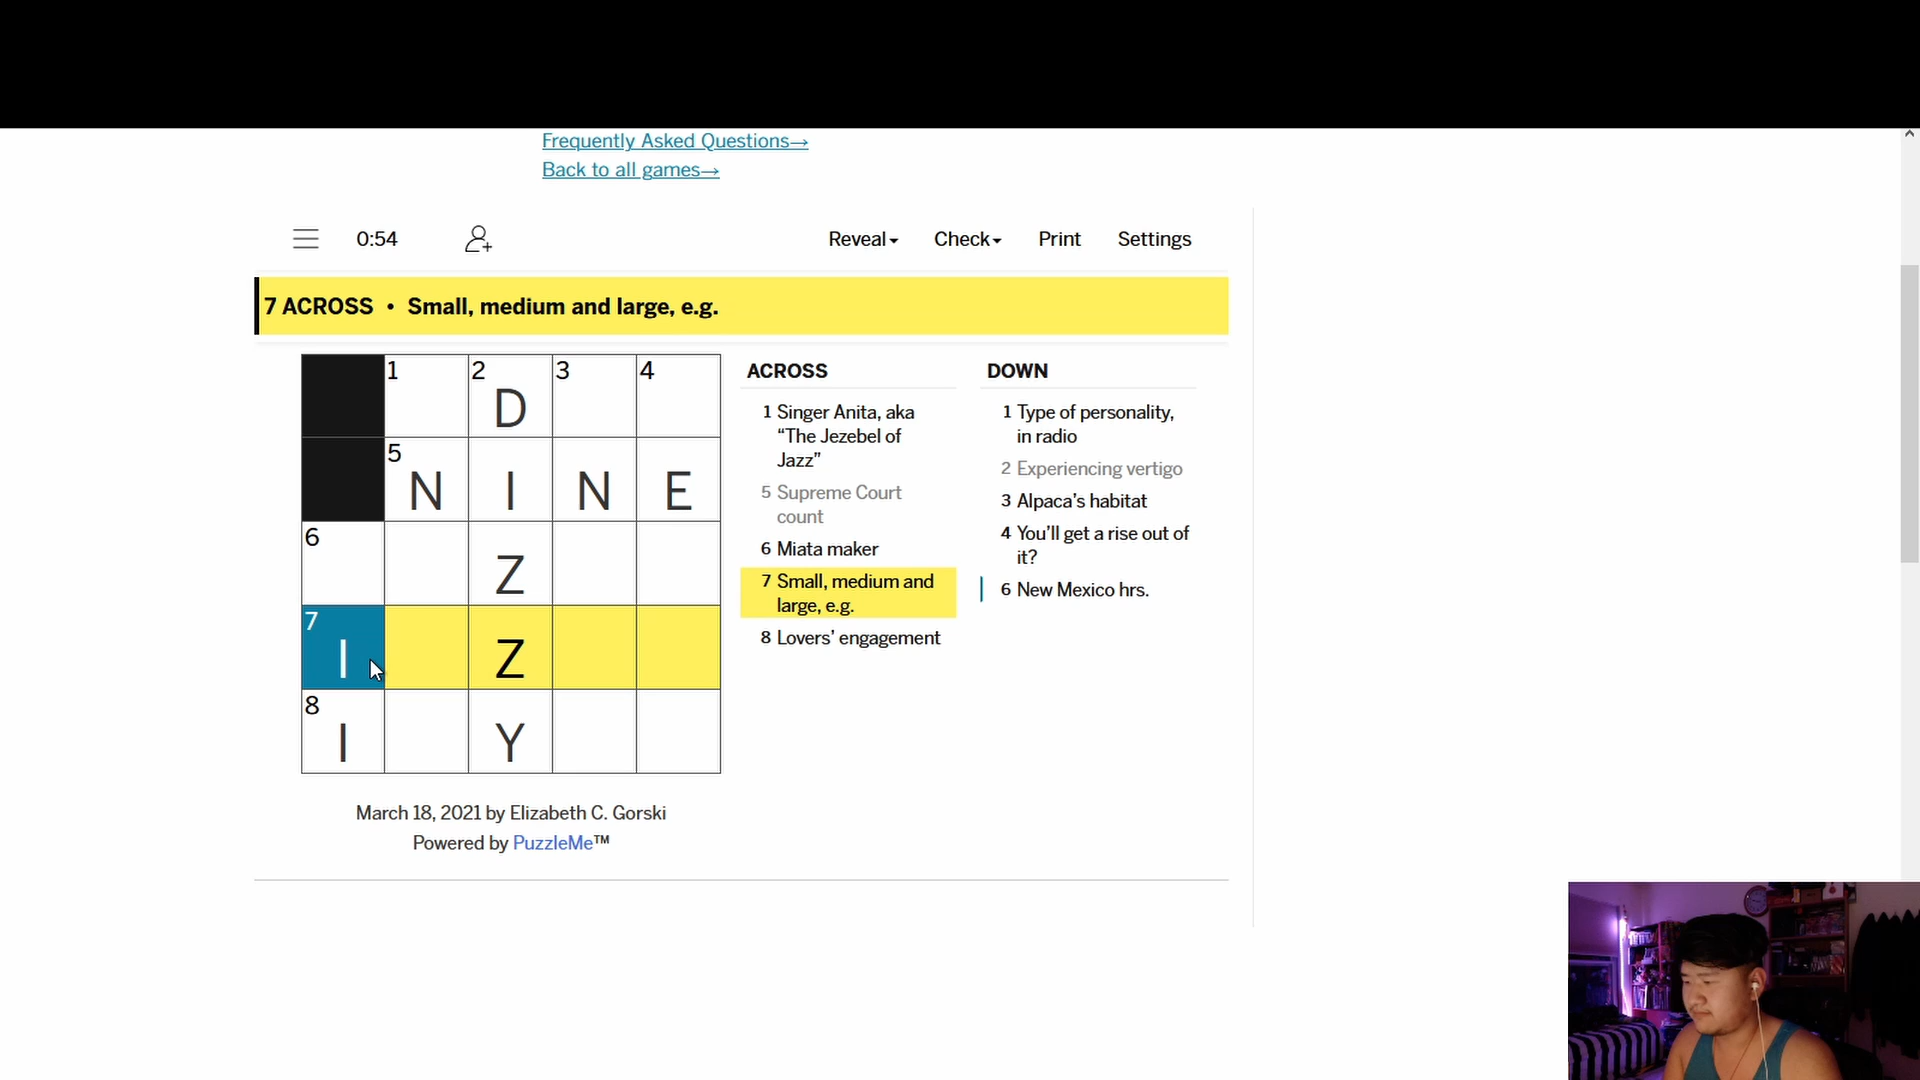 Frequently Asked Questions→
Back to all games→
0:54
Reveal Check Print Settings
7 ACROSS • Small, medium and large, e.g.
1 2 3 4
D
5
N I N E
6
Z
7
I Z
8
I Y
ACROSS
1 Singer Anita, aka
“The Jezebel of
Jazz”
5 Supreme Court
count
6 Miata maker
7 Small, medium and
large, e.g.
8 Lovers’ engagement
DOWN
1 Type of personality,
in radio
2 Experiencing vertigo
3 Alpaca’s habitat
4 You’ll get a rise out of
it?
6 New Mexico hrs.
March 18, 2021 by Elizabeth C. Gorski
Powered by PuzzleMe™